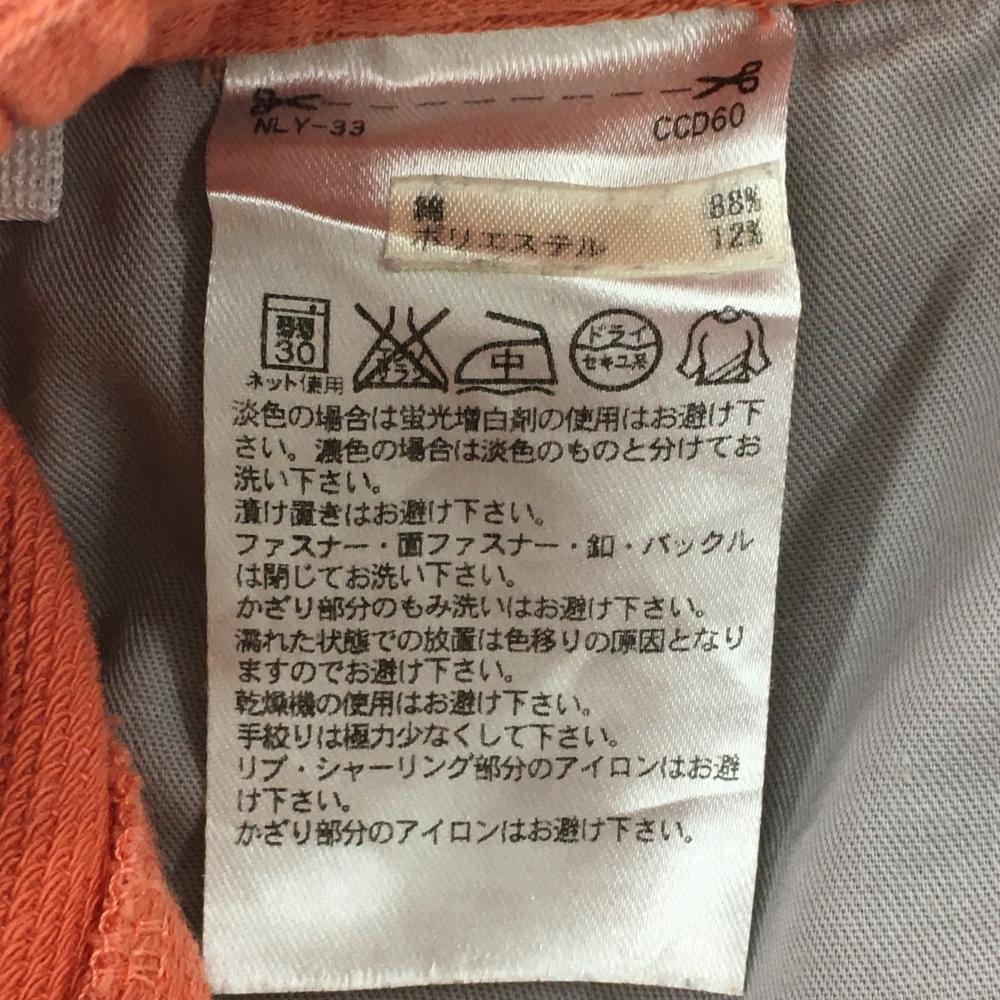 NLY-33 CCD60
綿 88%
ポリエステル 12%
弱 30 エンソサラシ 中 ドライ セキユ系
ネット使用
淡色の場合は蛍光増白剤の使用はお避け下
さい。濃色の場合は淡色のものと分けてお
洗い下さい。
漬け置きはお避け下さい。
ファスナー・面ファスナー・釦・バックル
は閉じてお洗い下さい。
かざり部分のもみ洗いはお避け下さい。
濡れた状態での放置は色移りの原因となり
ますのでお避け下さい。
乾燥機の使用はお避け下さい。
手絞りは極力少なくして下さい。
リブ・シャーリング部分のアイロンはお避
け下さい。
かざり部分のアイロンはお避け下さい。